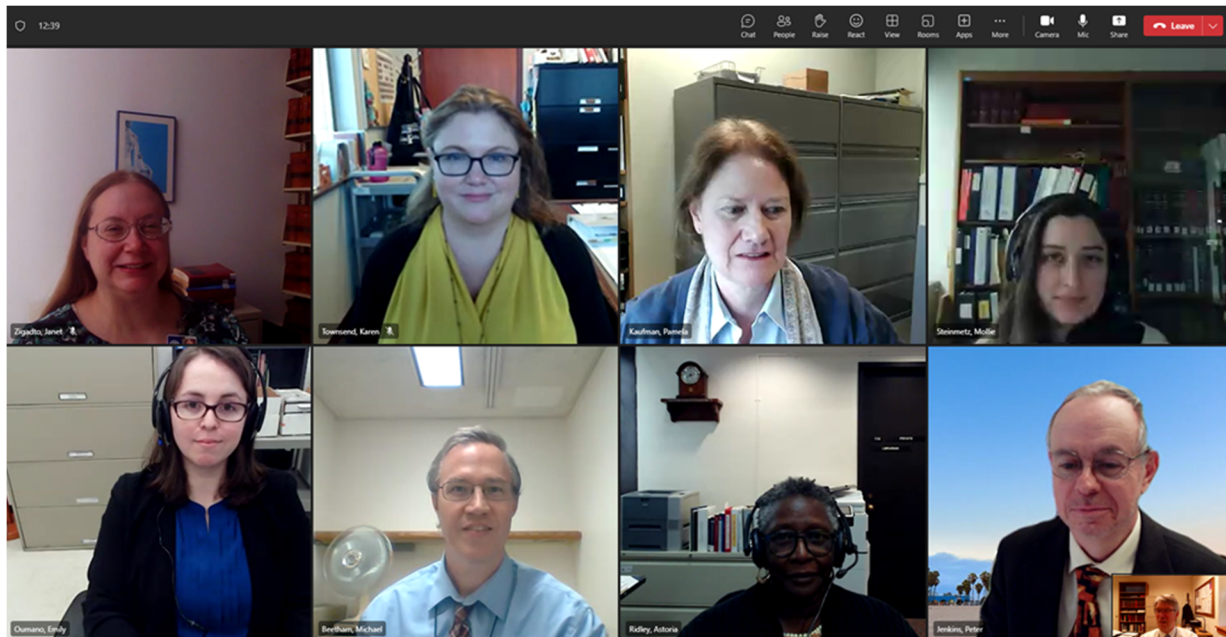 12:39
Chat People Raise React View Rooms Apps More Camera Mic Share Leave
Zigadto, Janet
Townsend, Karen
Kaufman, Pamela
Steinmetz, Mollie
Oumano, Emily
Beetham, Michael
Ridley, Astoria
PRIVATE
Jenkins, Peter